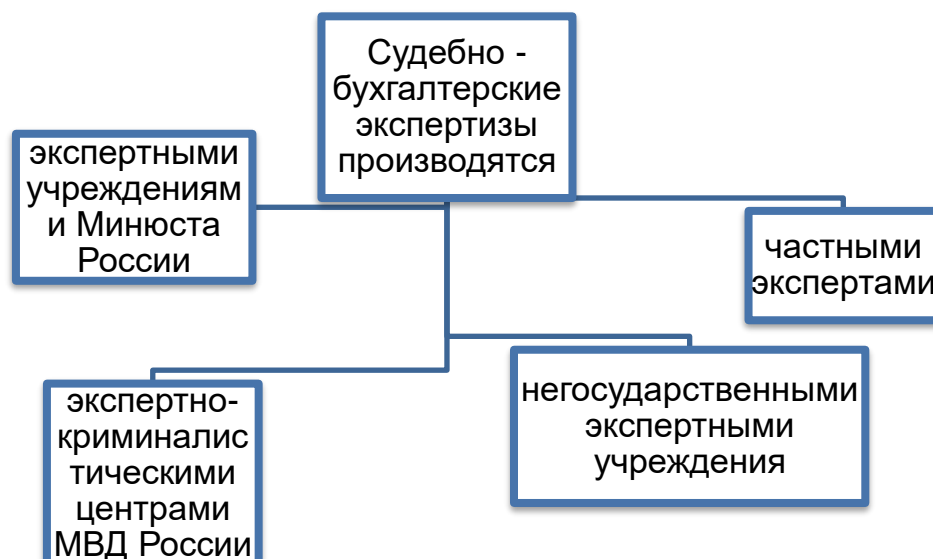 Судебно -
бухгалтерские
экспертизы
производятся
экспертными
учреждениям
и Минюста
России
частными
экспертами
экспертно-
криминалис
тическими
центрами
МВД России
негосударственными
экспертными
учреждения